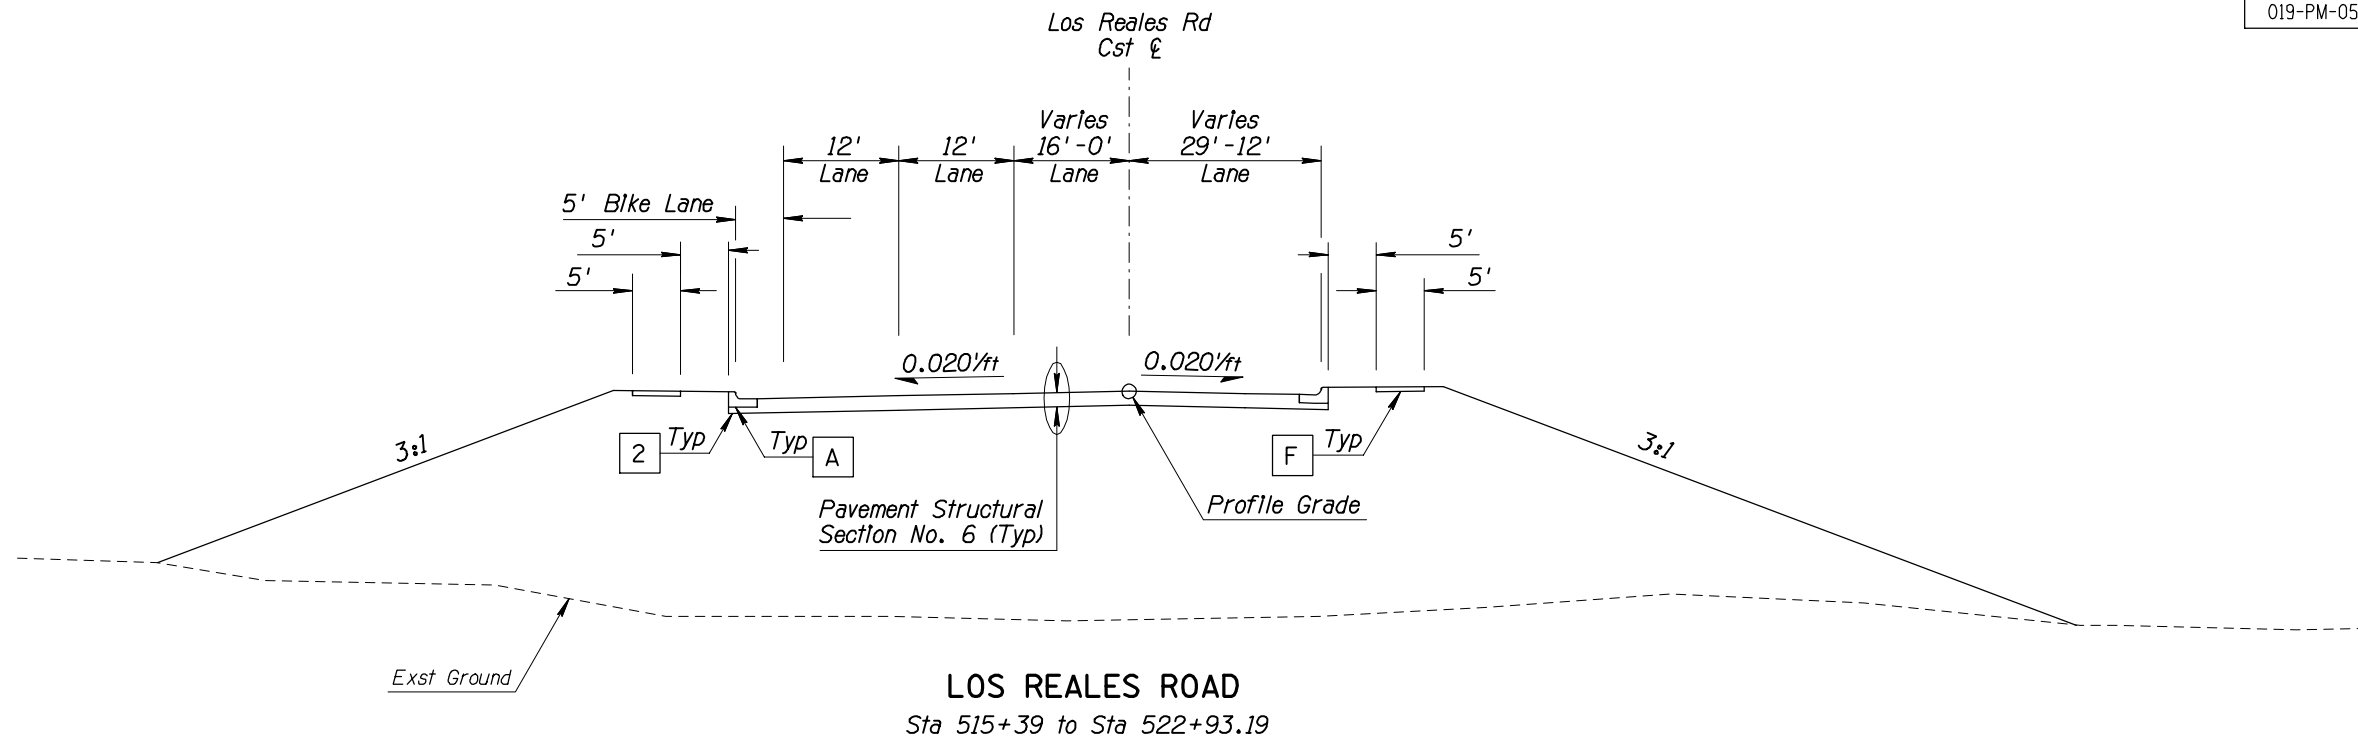 019-PM-05
Los Reales Rd
Cst ℄
Varies
16'-0'
Lane
Varies
29'-12'
Lane
12'
Lane
12'
Lane
5' Bike Lane
5'
5'
5'
5'
0.020'/ft
0.020'/ft
3:1
3:1
2 Typ
Typ A
F Typ
Pavement Structural
Section No. 6 (Typ)
Profile Grade
Exst Ground
LOS REALES ROAD
Sta 515+39 to Sta 522+93.19